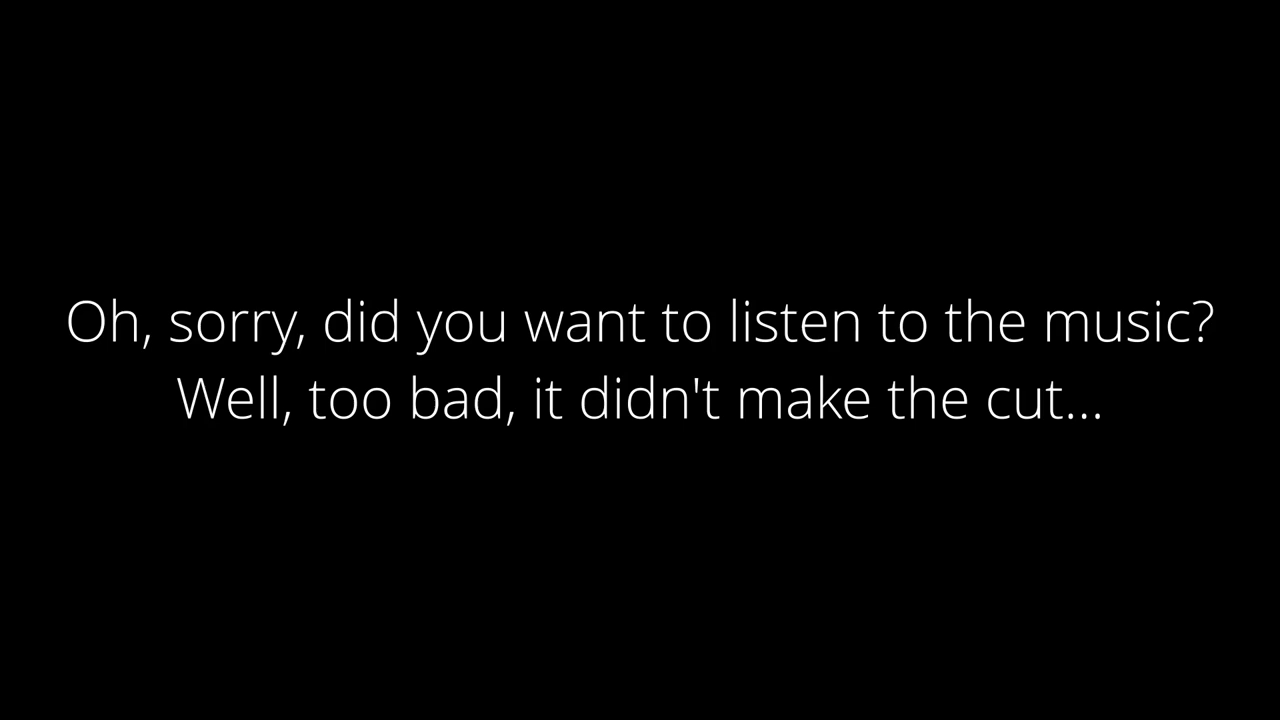 Oh, sorry, did you want to listen to the music?
Well, too bad, it didn't make the cut...